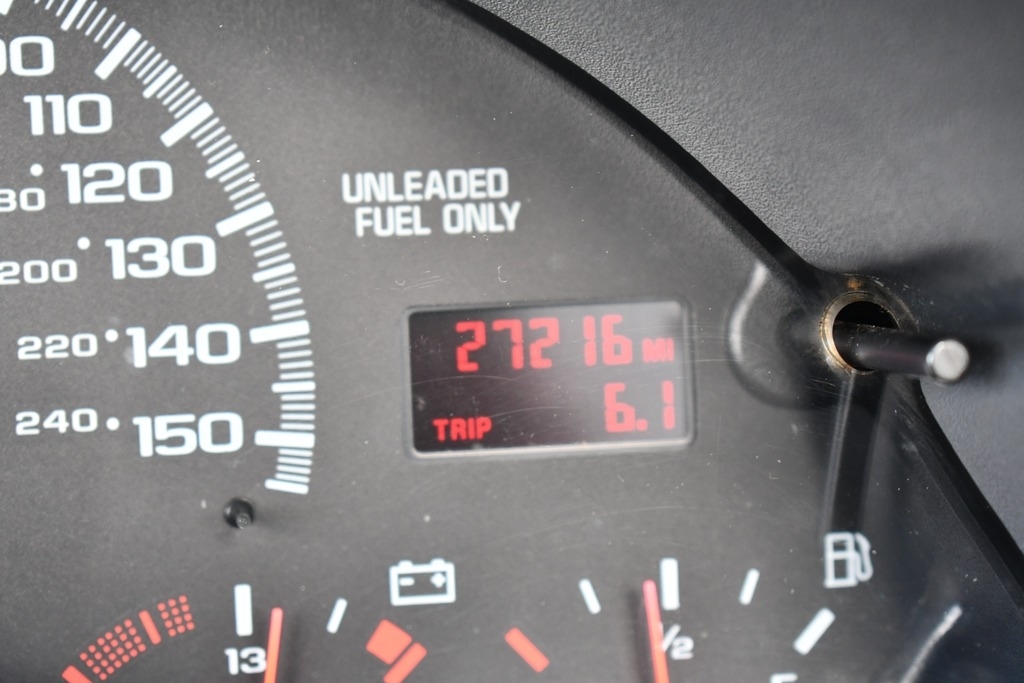 110
120
200 130
220 140
240 150
UNLEADED
FUEL ONLY
27216 MI
TRIP 6.1
13
1/2